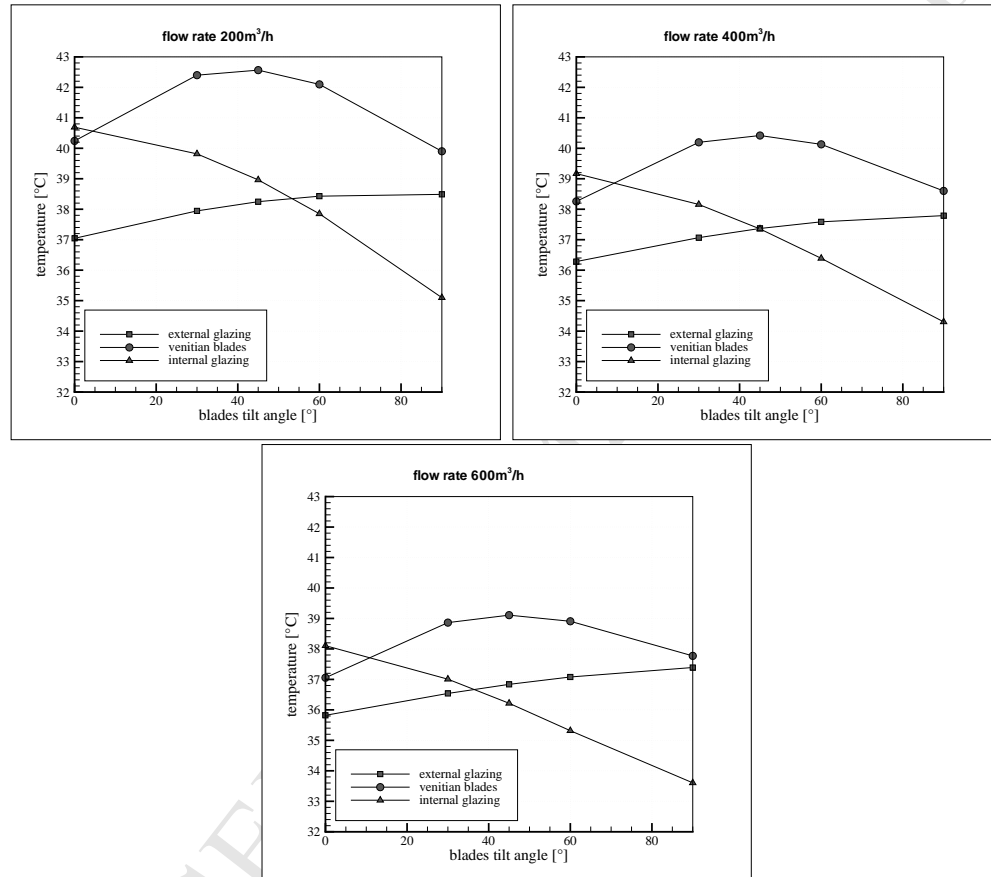 flow rate 200m³/h
43
42
41
40
39
38
37
36
35
34
33
32
temperature [°C]
external glazing
venitian blades
internal glazing
0 20 40 60 80
blades tilt angle [°]
flow rate 400m³/h
43
42
41
40
39
38
37
36
35
34
33
32
temperature [°C]
external glazing
venitian blades
internal glazing
0 20 40 60 80
blades tilt angle [°]
flow rate 600m³/h
43
42
41
40
39
38
37
36
35
34
33
32
temperature [°C]
external glazing
venitian blades
internal glazing
0 20 40 60 80
blades tilt angle [°]